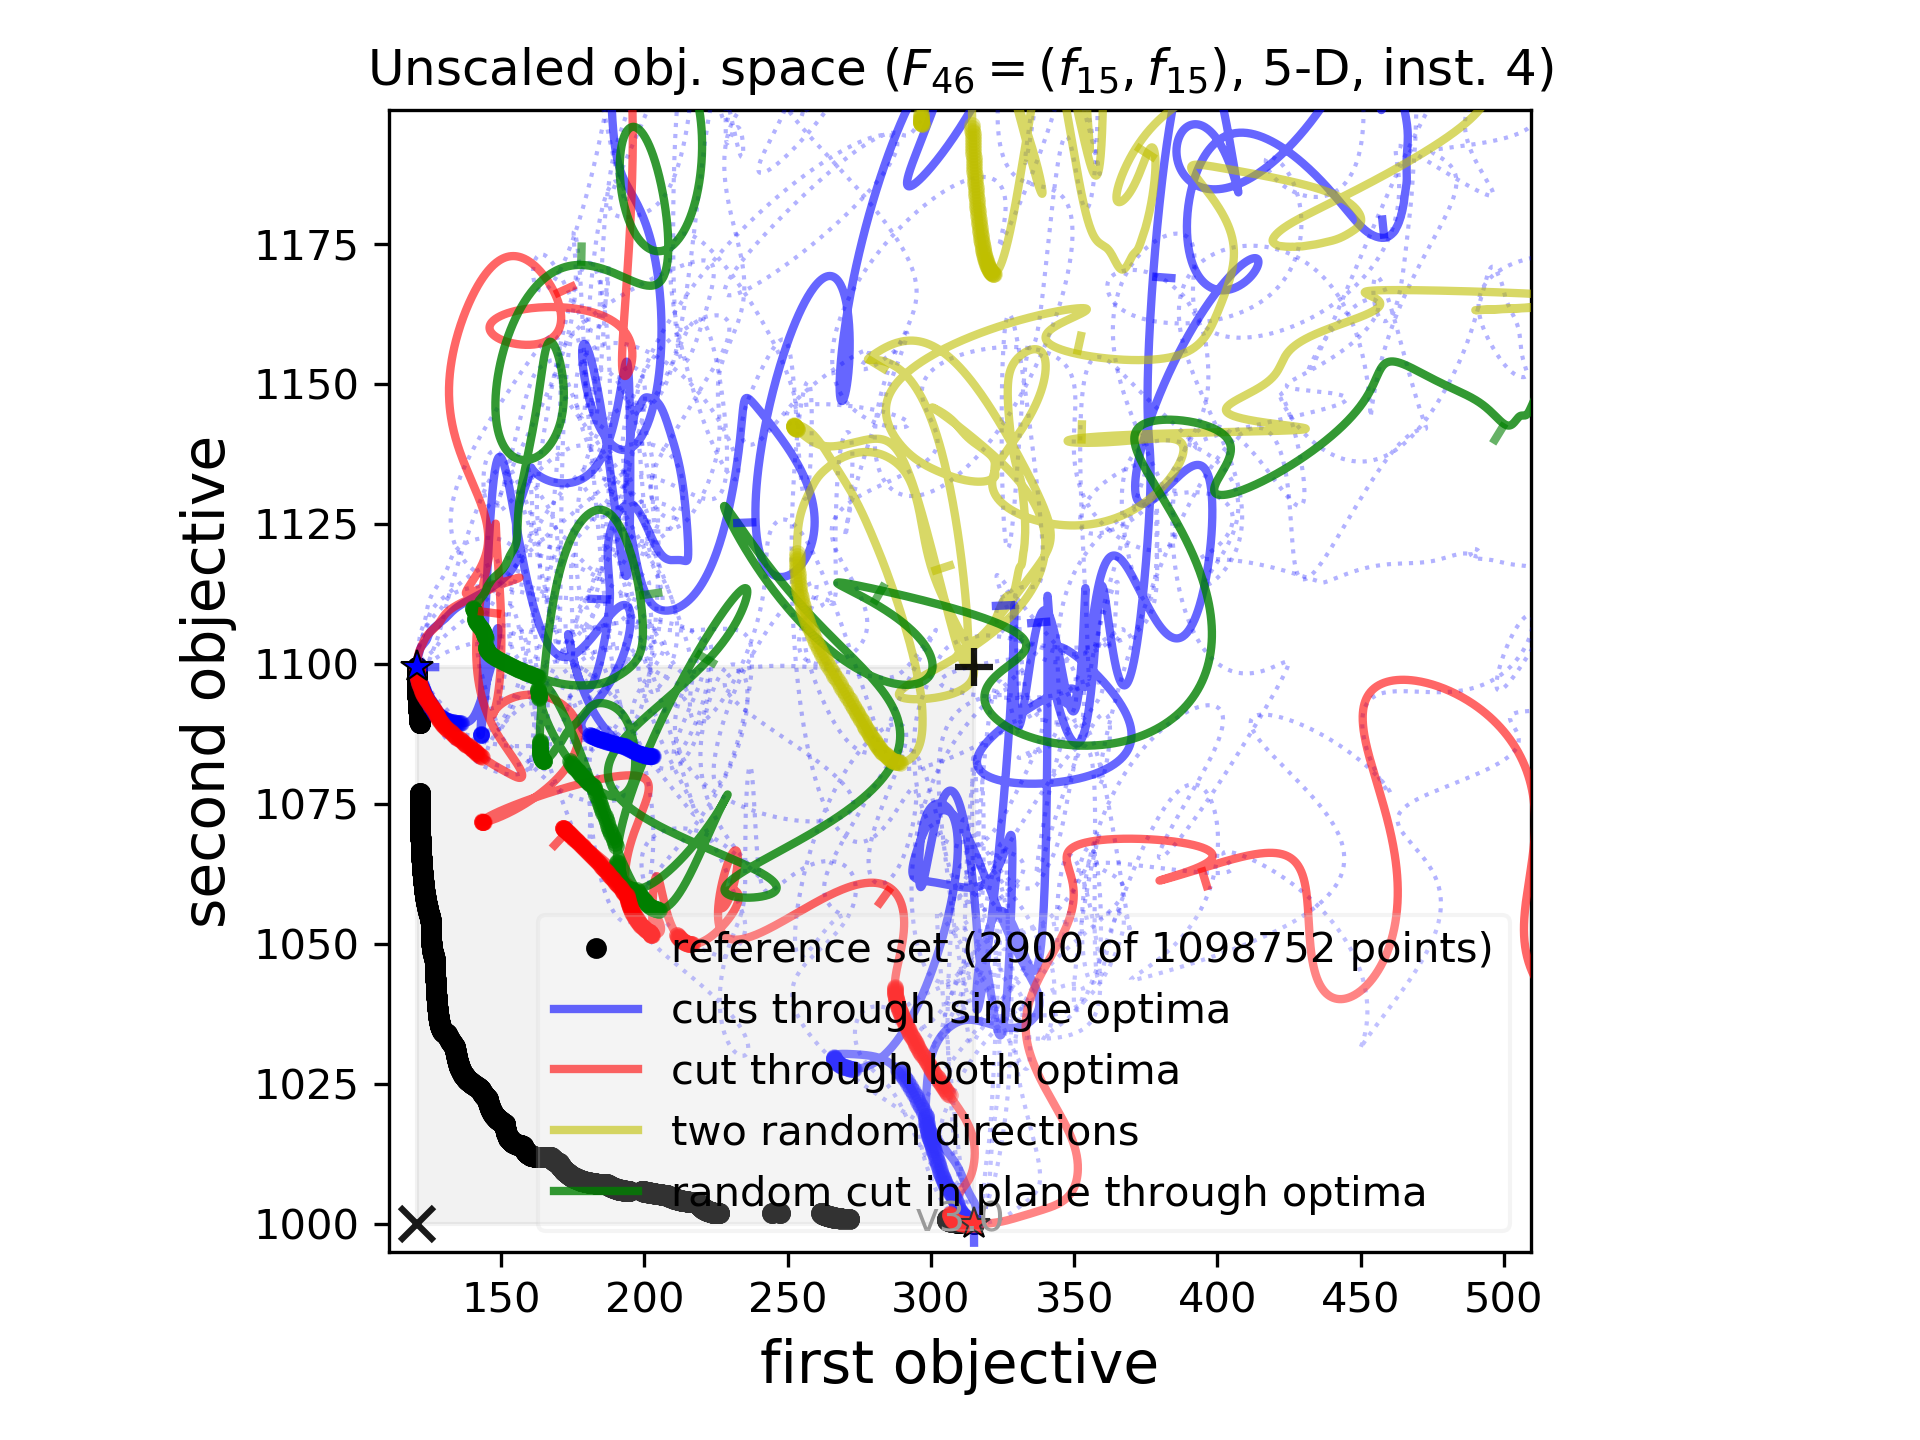 Unscaled obj. space (F₄₆ = (f₁₅, f₁₅), 5-D, inst. 4)
second objective
1175
1150
1125
1100
1075
1050
1025
1000
reference set (2900 of 1098752 points)
cuts through single optima
cut through both optima
two random directions
random cut in plane through optima
v3.0
150 200 250 300 350 400 450 500
first objective